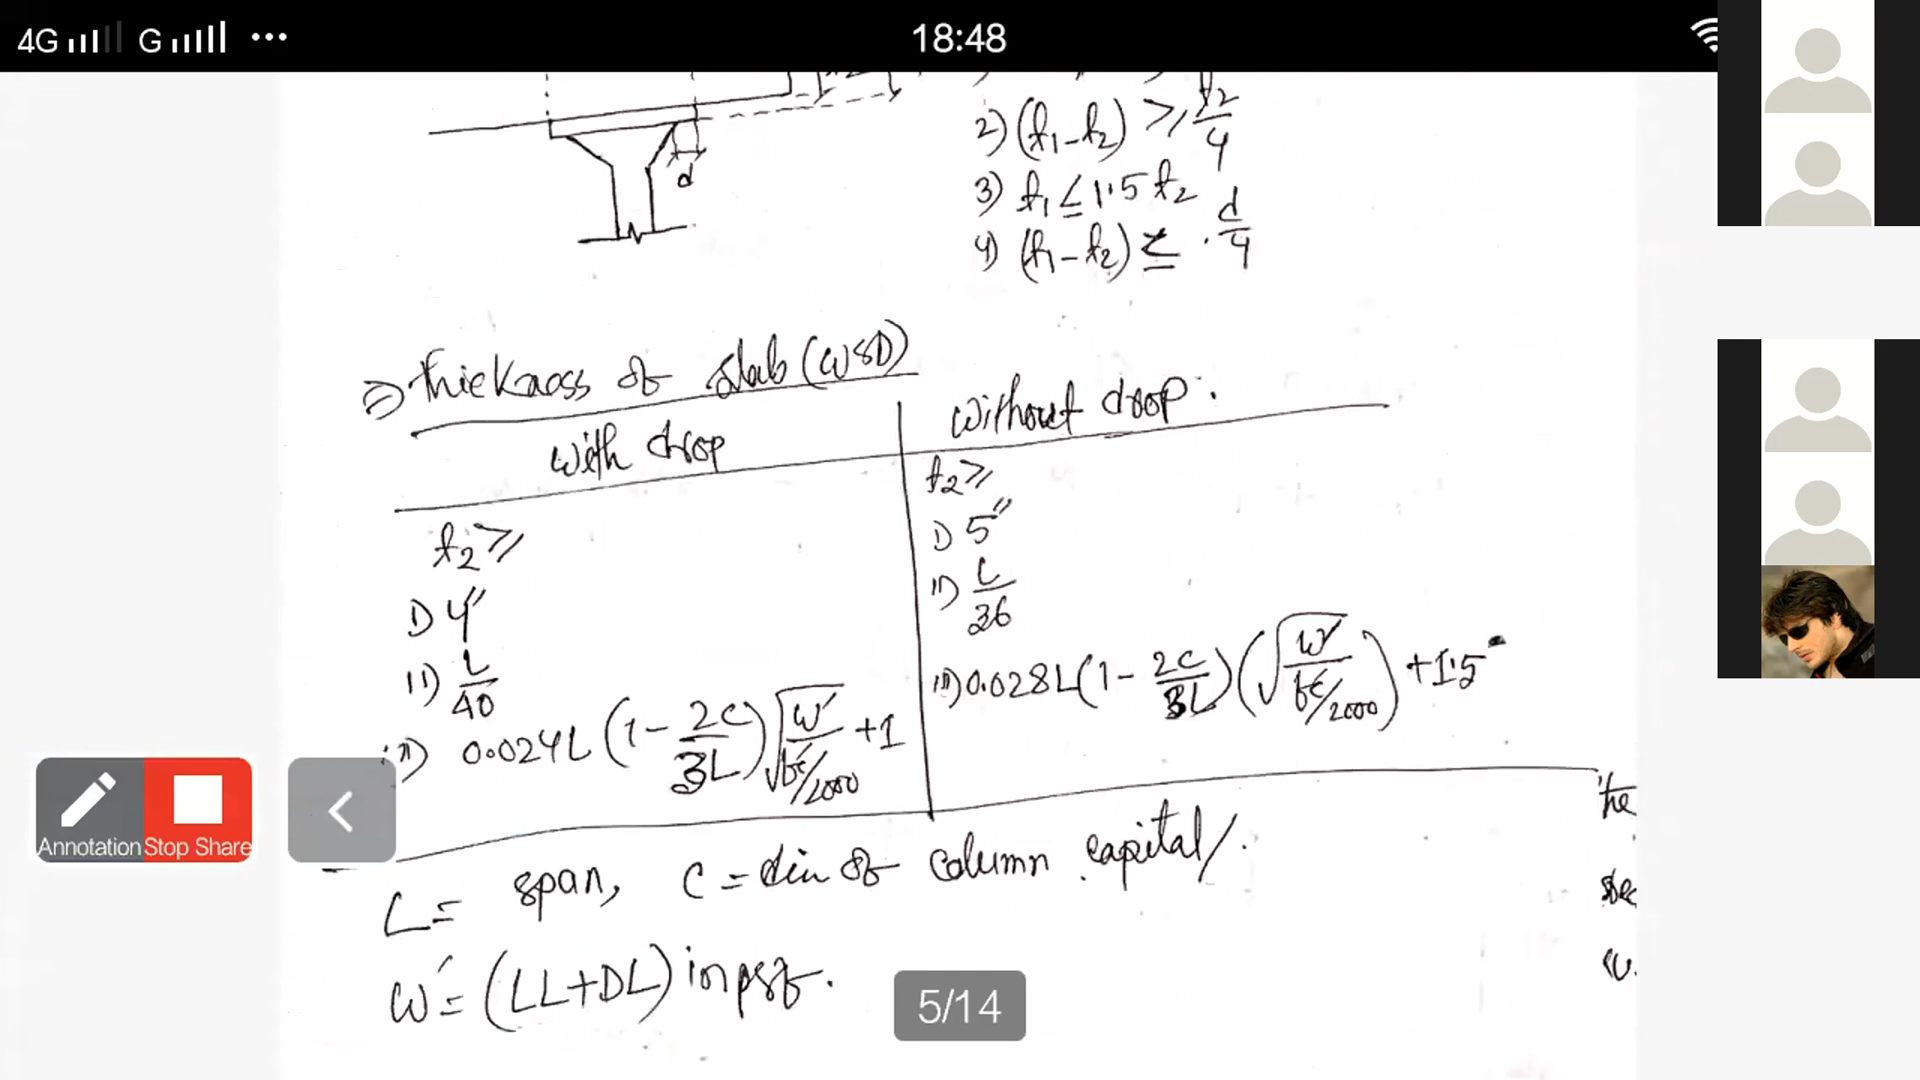 4G G ... 18:48
2) (t1-t2) ≥ t2/4
3) t1 ≤ 1.5 t2
4) (t1-t2) ≤ d/4
d
⇒ Thickness of slab (WSD)
with drop
t2 ≥
I) 4"
II) L/40
III) 0.024L (1 - 2C/3L) √(w'/(fc'/2000)) + 1
without drop:
t2 ≥
I) 5"
II) L/36
III) 0.028L (1 - 2C/3L) (√(w'/(fc'/2000))) + 1.5
L = span, C = dia of column capital/.
w' = (LL+DL) in psf.
Annotation Stop Share
5/14